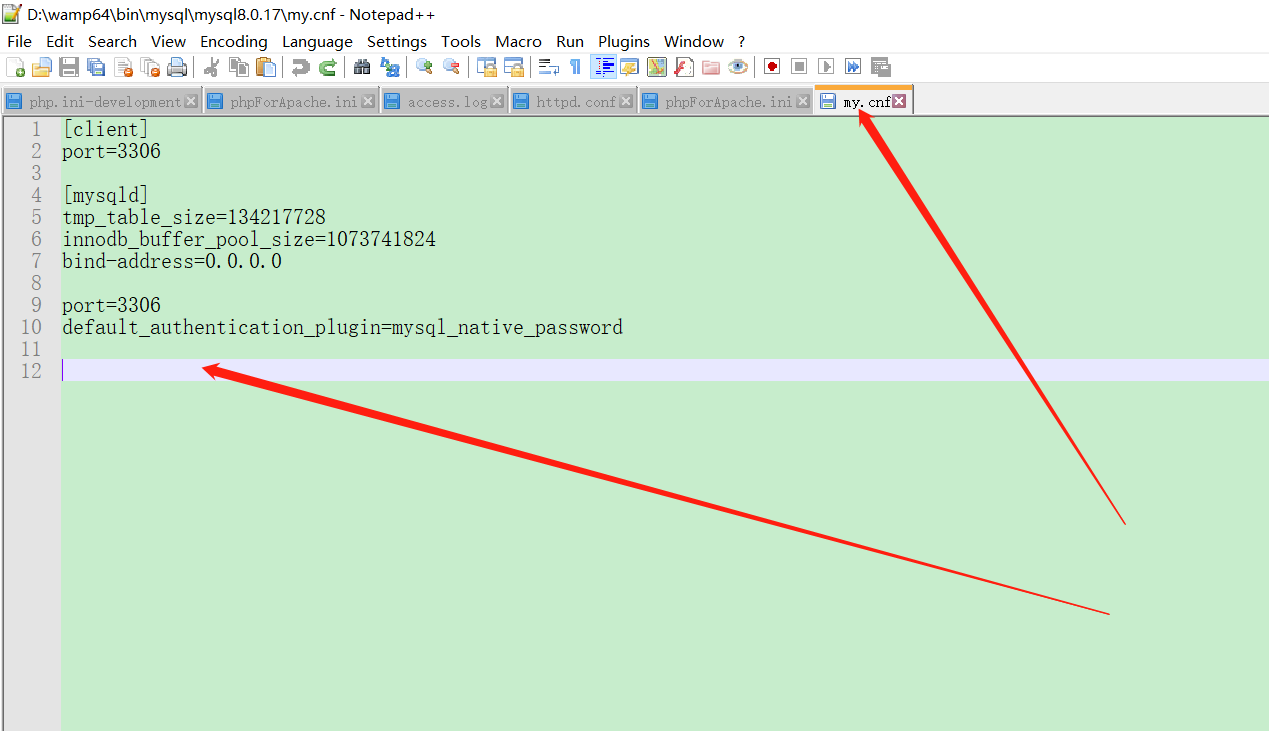 D:\wamp64\bin\mysql\mysql8.0.17\my.cnf - Notepad++
File Edit Search View Encoding Language Settings Tools Macro Run Plugins Window ?
php.ini-development phpForApache.ini access.log httpd.conf phpForApache.ini my.cnf
1 [client]
2 port=3306
3
4 [mysqld]
5 tmp_table_size=134217728
6 innodb_buffer_pool_size=1073741824
7 bind-address=0.0.0.0
8
9 port=3306
10 default_authentication_plugin=mysql_native_password
11
12